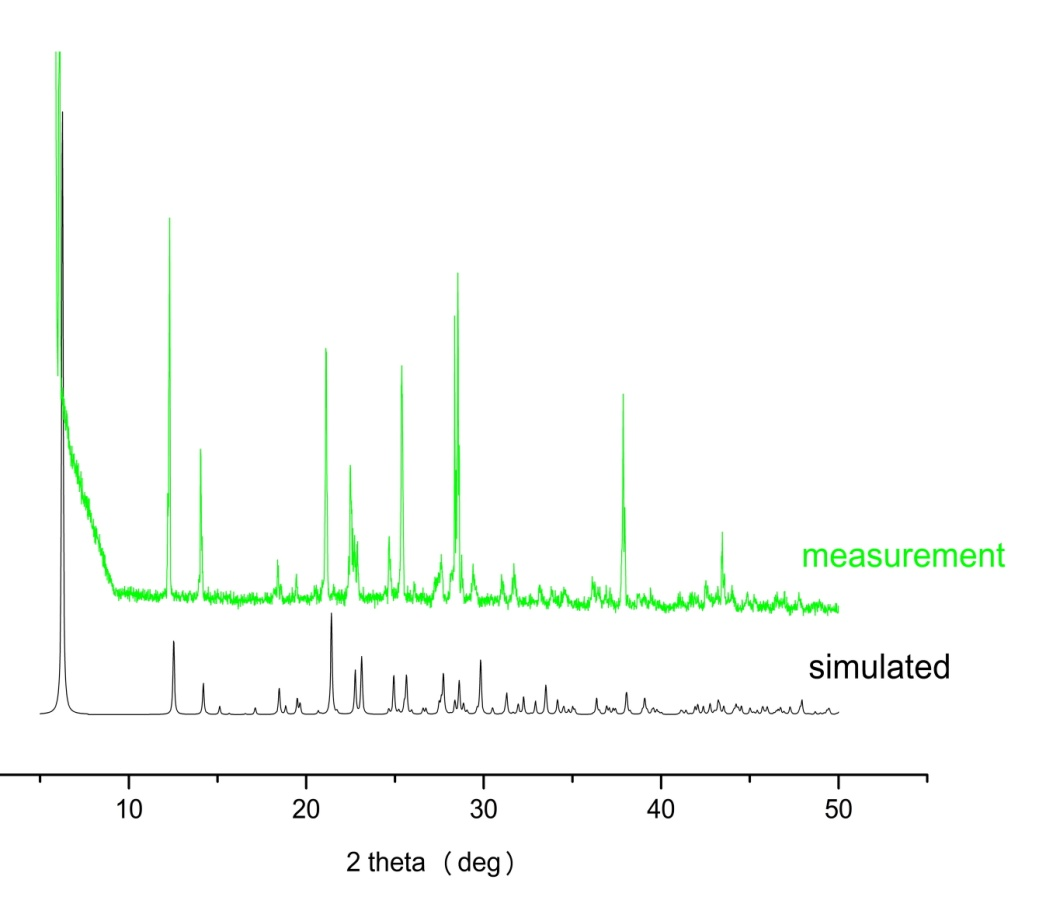 measurement
simulated
10 20 30 40 50
2 theta （deg）